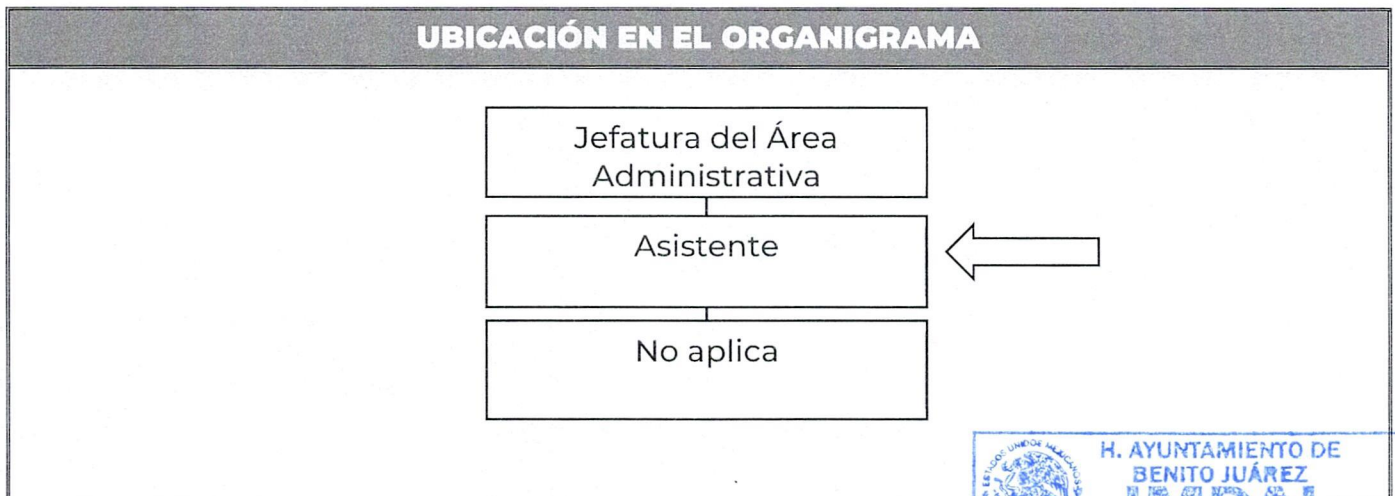 UBICACIÓN EN EL ORGANIGRAMA
Jefatura del Área
Administrativa
Asistente
No aplica
H. AYUNTAMIENTO DE
BENITO JUÁREZ